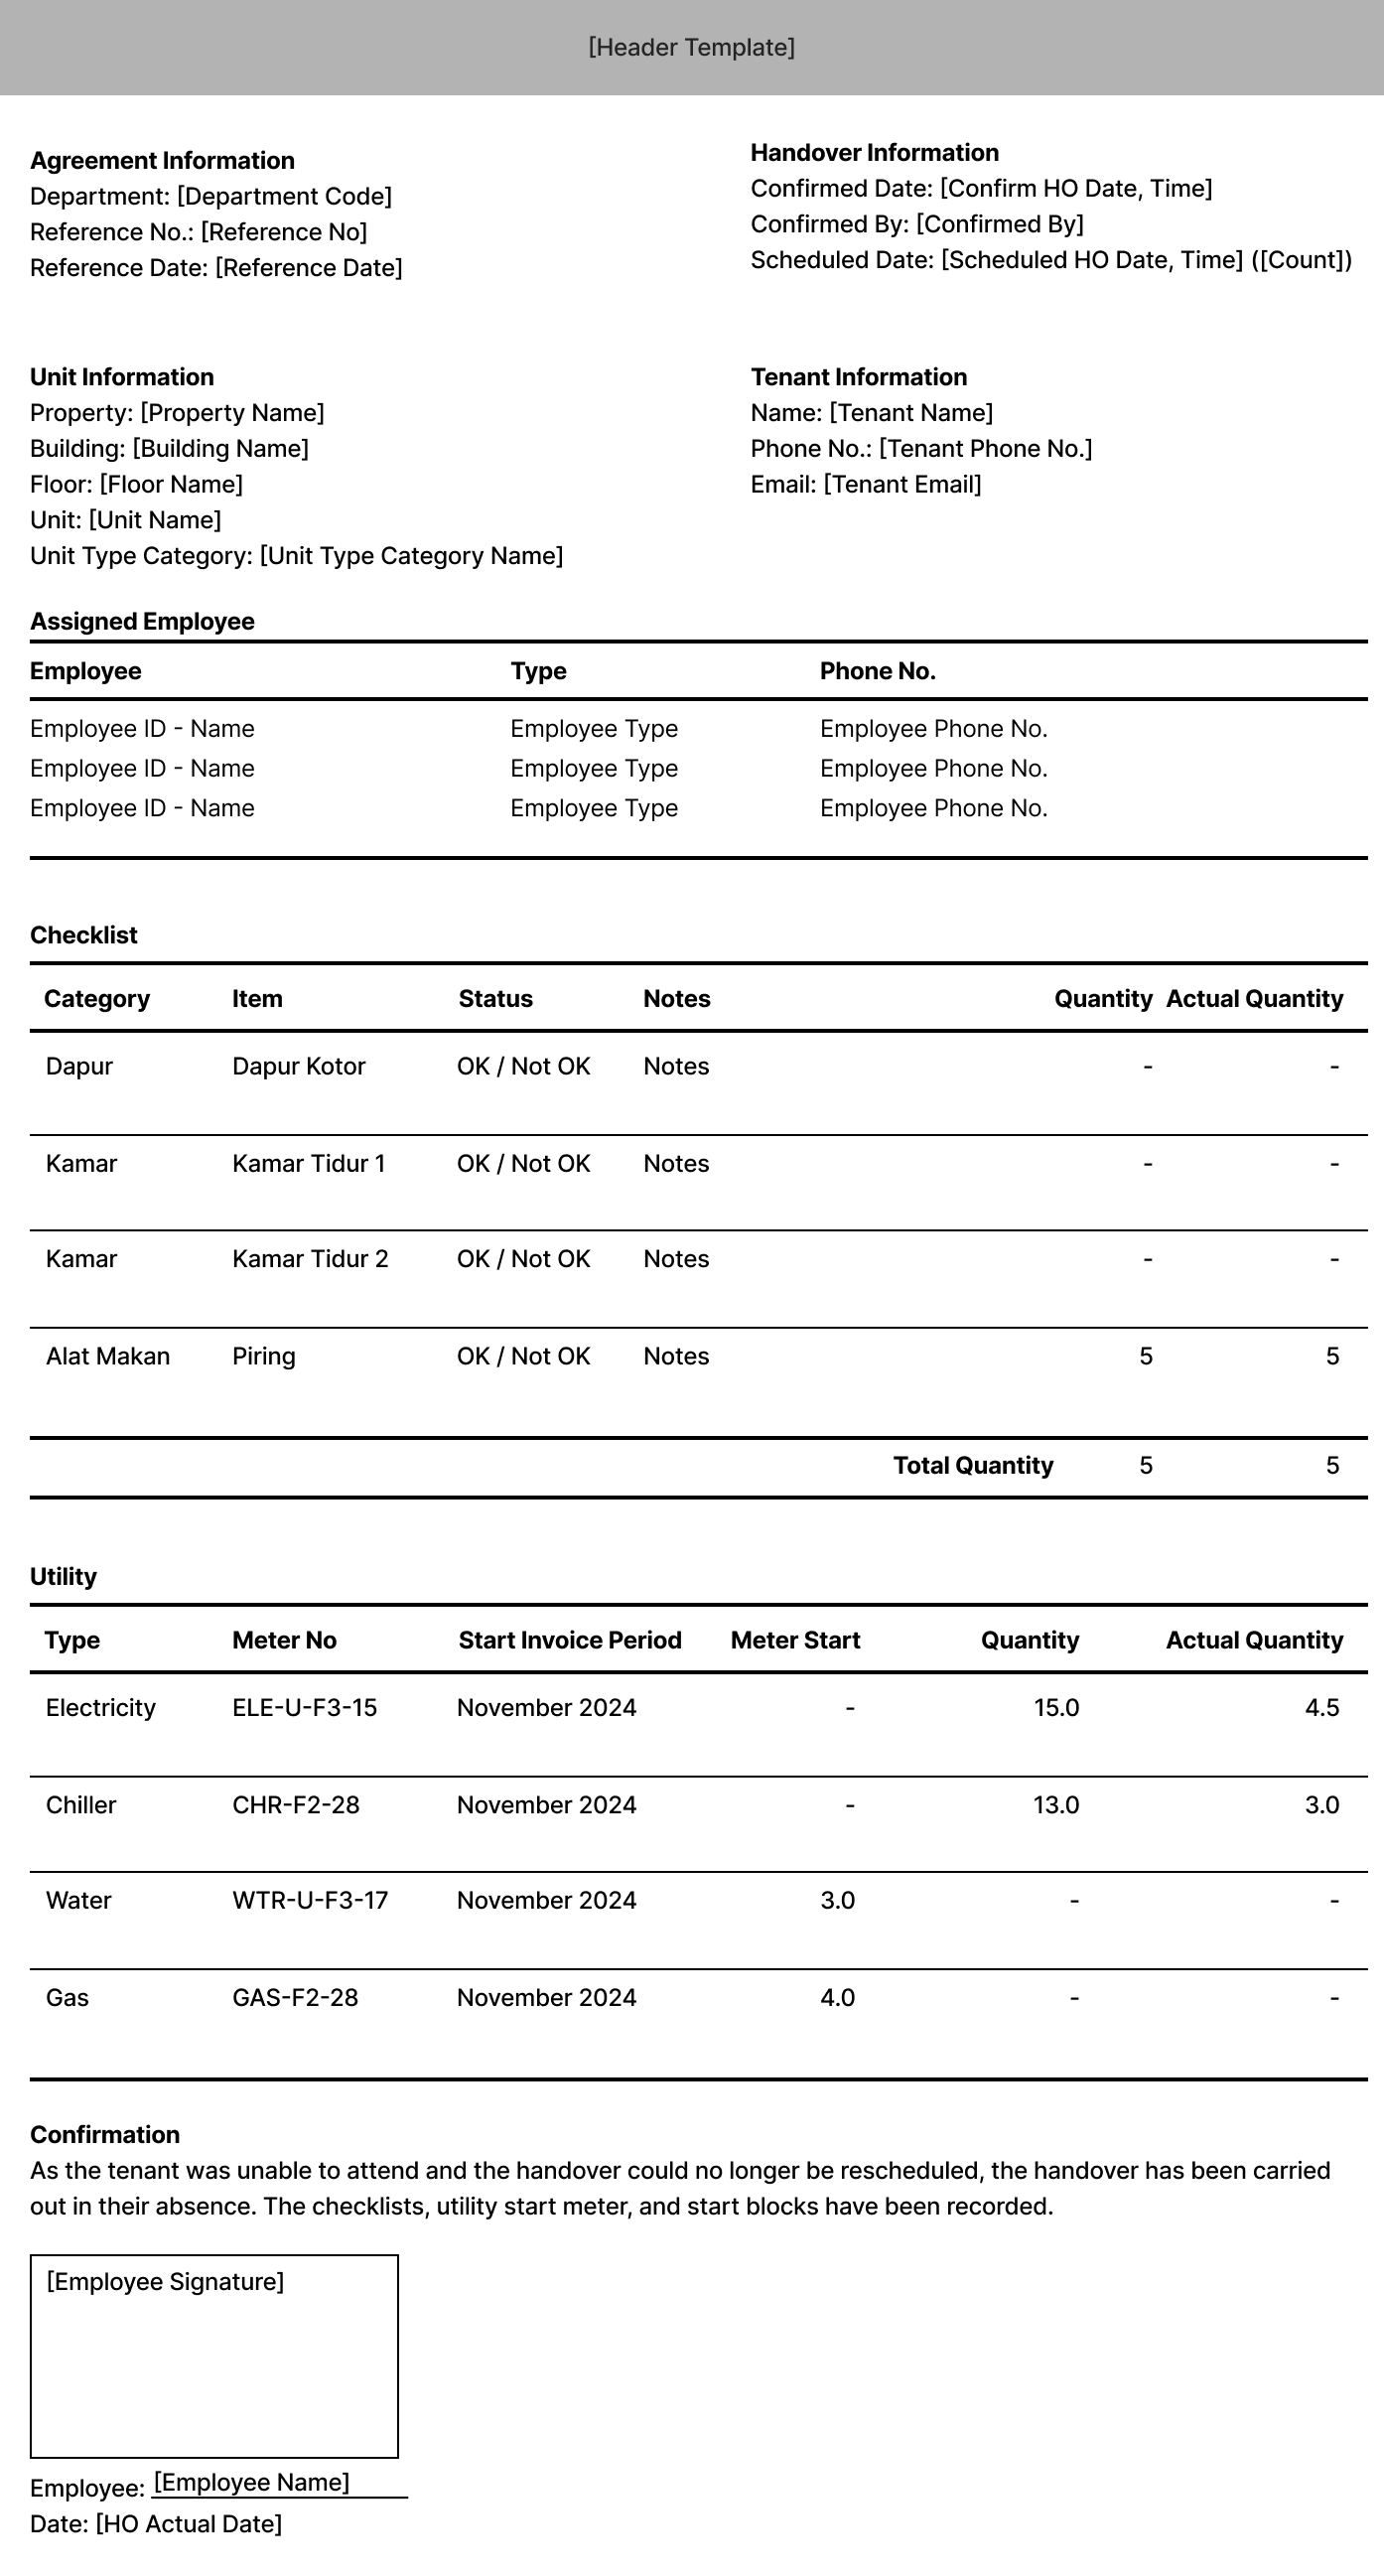 [Header Template]
Agreement Information
Department: [Department Code]
Reference No.: [Reference No]
Reference Date: [Reference Date]
Handover Information
Confirmed Date: [Confirm HO Date, Time]
Confirmed By: [Confirmed By]
Scheduled Date: [Scheduled HO Date, Time] ([Count])
Unit Information
Property: [Property Name]
Building: [Building Name]
Floor: [Floor Name]
Unit: [Unit Name]
Unit Type Category: [Unit Type Category Name]
Tenant Information
Name: [Tenant Name]
Phone No.: [Tenant Phone No.]
Email: [Tenant Email]
Assigned Employee
Employee Type Phone No.
Employee ID - Name Employee Type Employee Phone No.
Employee ID - Name Employee Type Employee Phone No.
Employee ID - Name Employee Type Employee Phone No.
Checklist
Category Item Status Notes Quantity Actual Quantity
Dapur Dapur Kotor OK / Not OK Notes - -
Kamar Kamar Tidur 1 OK / Not OK Notes - -
Kamar Kamar Tidur 2 OK / Not OK Notes - -
Alat Makan Piring OK / Not OK Notes 5 5
Total Quantity 5 5
Utility
Type Meter No Start Invoice Period Meter Start Quantity Actual Quantity
Electricity ELE-U-F3-15 November 2024 - 15.0 4.5
Chiller CHR-F2-28 November 2024 - 13.0 3.0
Water WTR-U-F3-17 November 2024 3.0 - -
Gas GAS-F2-28 November 2024 4.0 - -
Confirmation
As the tenant was unable to attend and the handover could no longer be rescheduled, the handover has been carried
out in their absence. The checklists, utility start meter, and start blocks have been recorded.
[Employee Signature]
Employee: [Employee Name]
Date: [HO Actual Date]